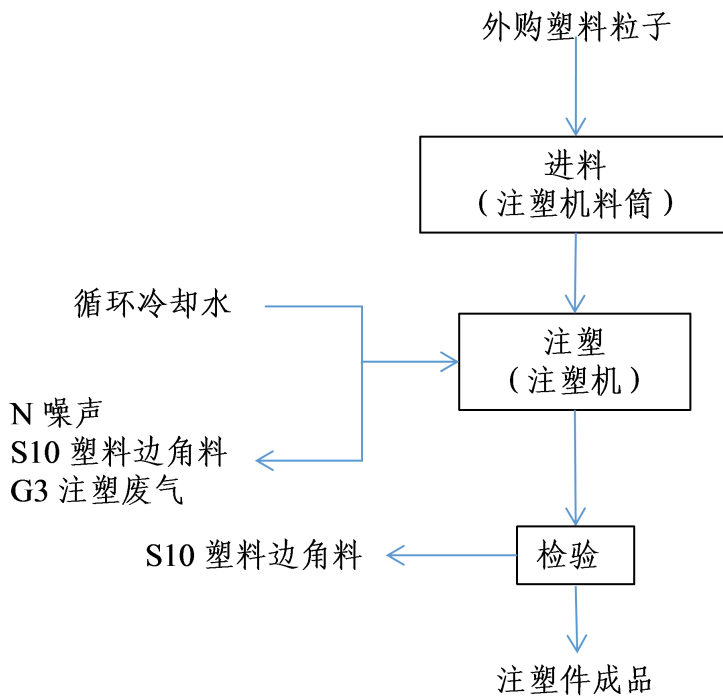 外购塑料粒子
进料
（注塑机料筒）
循环冷却水
注塑
（注塑机）
N 噪声
S10 塑料边角料
G3 注塑废气
S10 塑料边角料
检验
注塑件成品